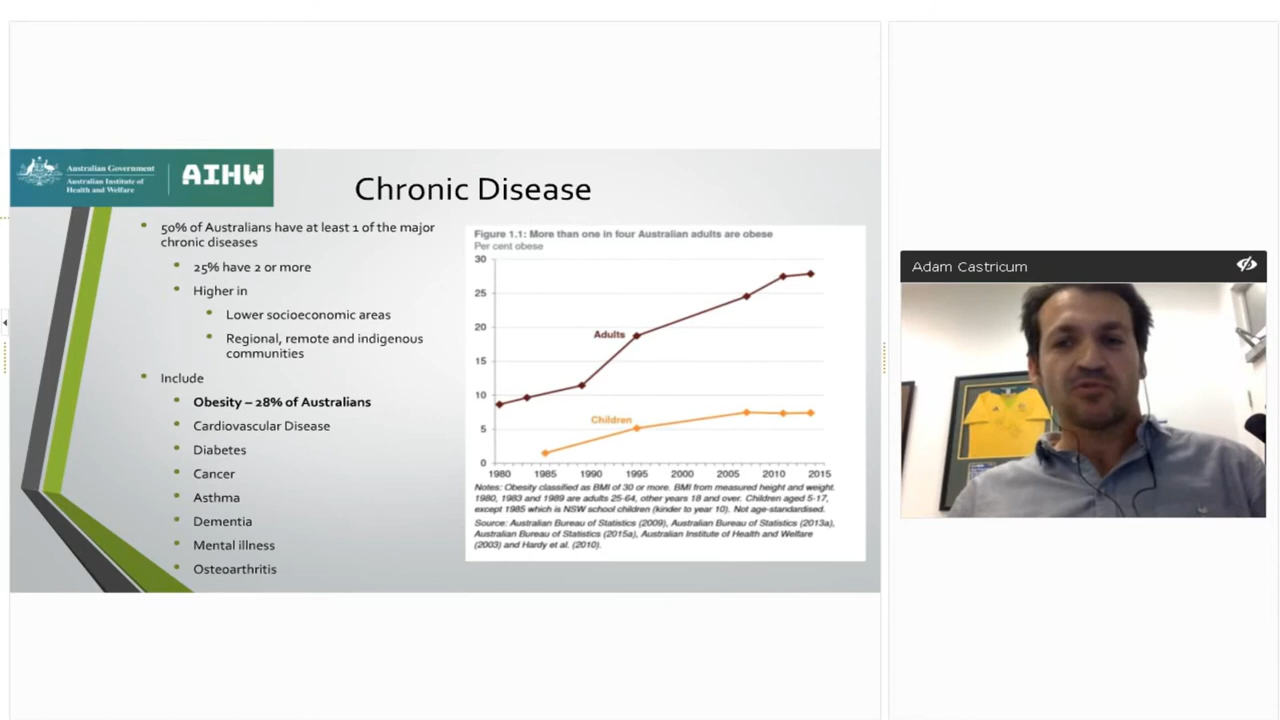 Australian Government
Australian Institute of
Health and Welfare
AIHW
Chronic Disease
50% of Australians have at least 1 of the major
chronic diseases
25% have 2 or more
Higher in
Lower socioeconomic areas
Regional, remote and indigenous
communities
Include
Obesity – 28% of Australians
Cardiovascular Disease
Diabetes
Cancer
Asthma
Dementia
Mental illness
Osteoarthritis
Figure 1.1: More than one in four Australian adults are obese
Per cent obese
30
25
20
15
10
5
0
Adults
Children
1980 1985 1990 1995 2000 2005 2010 2015
Notes: Obesity classified as BMI of 30 or more. BMI from measured height and weight.
1980, 1983 and 1989 are adults 25-64, other years 18 and over. Children aged 5-17,
except 1985 which is NSW school children (kinder to year 10). Not age-standardised.
Source: Australian Bureau of Statistics (2009), Australian Bureau of Statistics (2013a),
Australian Bureau of Statistics (2015a), Australian Institute of Health and Welfare
(2003) and Hardy et al. (2010).
Adam Castricum